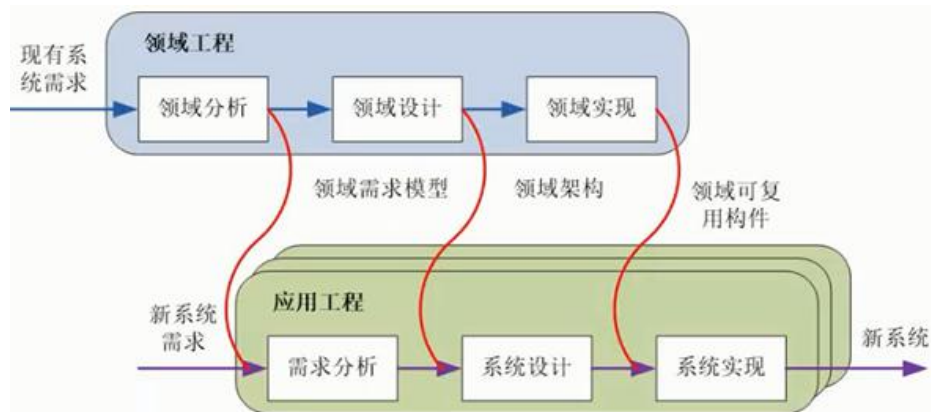 领域工程
现有系
统需求
领域分析
领域设计
领域实现
领域需求模型
领域架构
领域可复
用构件
应用工程
新系统
需求
需求分析
系统设计
系统实现
新系统